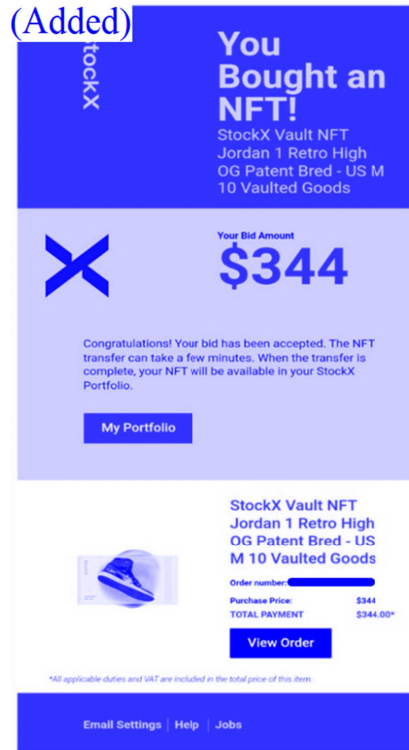 (Added)
StockX
You
Bought an
NFT!
StockX Vault NFT
Jordan 1 Retro High
OG Patent Bred - US M
10 Vaulted Goods
Your Bid Amount
$344
Congratulations! Your bid has been accepted. The NFT
transfer can take a few minutes. When the transfer is
complete, your NFT will be available in your StockX
Portfolio.
My Portfolio
StockX Vault NFT
Jordan 1 Retro High
OG Patent Bred - US
M 10 Vaulted Goods
Order number:
Purchase Price: $344
TOTAL PAYMENT $344.00*
View Order
*All applicable duties and VAT are included in the total price of this item.
Email Settings | Help | Jobs